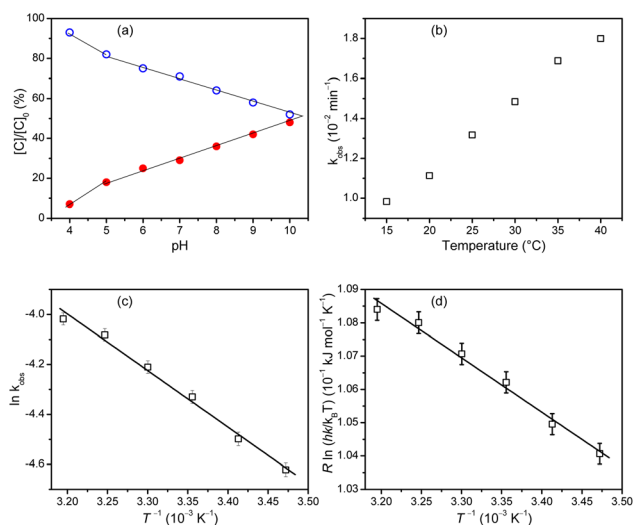 (a)
[C]/[C]₀ (%)
100
80
60
40
20
0
4 5 6 7 8 9 10
pH
(b)
k_obs (10⁻² min⁻¹)
1.8
1.6
1.4
1.2
1.0
15 20 25 30 35 40
Temperature (°C)
(c)
ln k_obs
-4.0
-4.2
-4.4
-4.6
3.20 3.25 3.30 3.35 3.40 3.45 3.50
T⁻¹ (10⁻³ K⁻¹)
(d)
R ln (hk/k_BT) (10⁻¹ kJ mol⁻¹ K⁻¹)
1.09
1.08
1.07
1.06
1.05
1.04
1.03
3.20 3.25 3.30 3.35 3.40 3.45 3.50
T⁻¹ (10⁻³ K⁻¹)